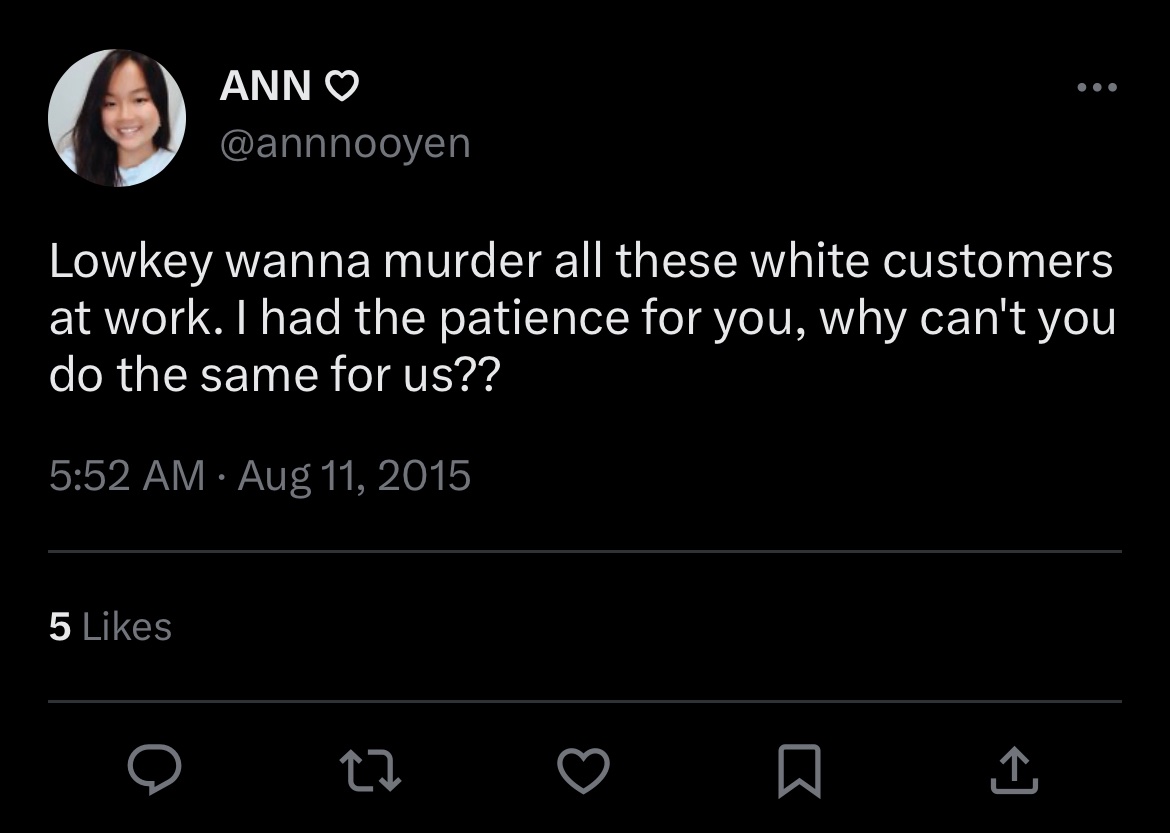 ANN ♡
@annnooyen
Lowkey wanna murder all these white customers
at work. I had the patience for you, why can't you
do the same for us??
5:52 AM · Aug 11, 2015
5 Likes